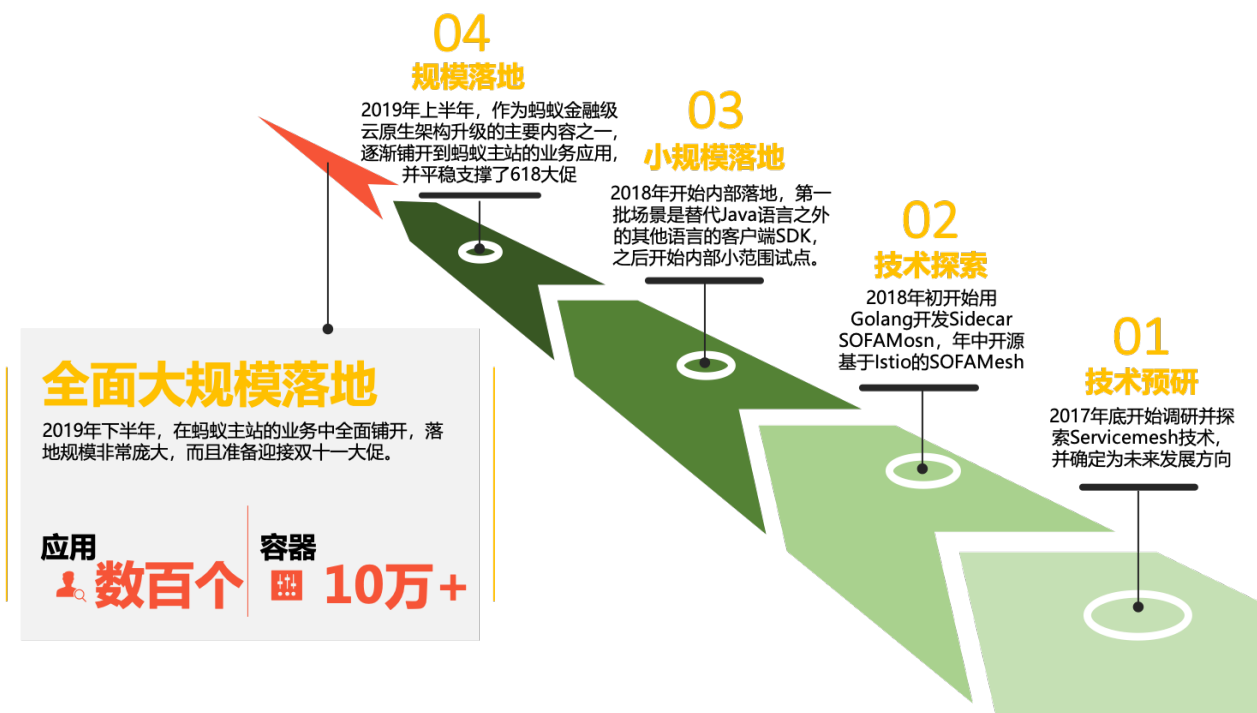 04
规模落地
2019年上半年，作为蚂蚁金融级
云原生架构升级的主要内容之一，
逐渐铺开到蚂蚁主站的业务应用，
并平稳支撑了618大促
03
小规模落地
2018年开始内部落地，第一
批场景是替代Java语言之外
的其他语言的客户端SDK，
之后开始内部小范围试点。
02
技术探索
2018年初开始用
Golang开发Sidecar
SOFAMosn，年中开源
基于Istio的SOFAMesh
01
技术预研
2017年底开始调研并探
索Servicemesh技术，
并确定为未来发展方向
全面大规模落地
2019年下半年，在蚂蚁主站的业务中全面铺开，落
地规模非常庞大，而且准备迎接双十一大促。
应用
数百个
容器
10万+